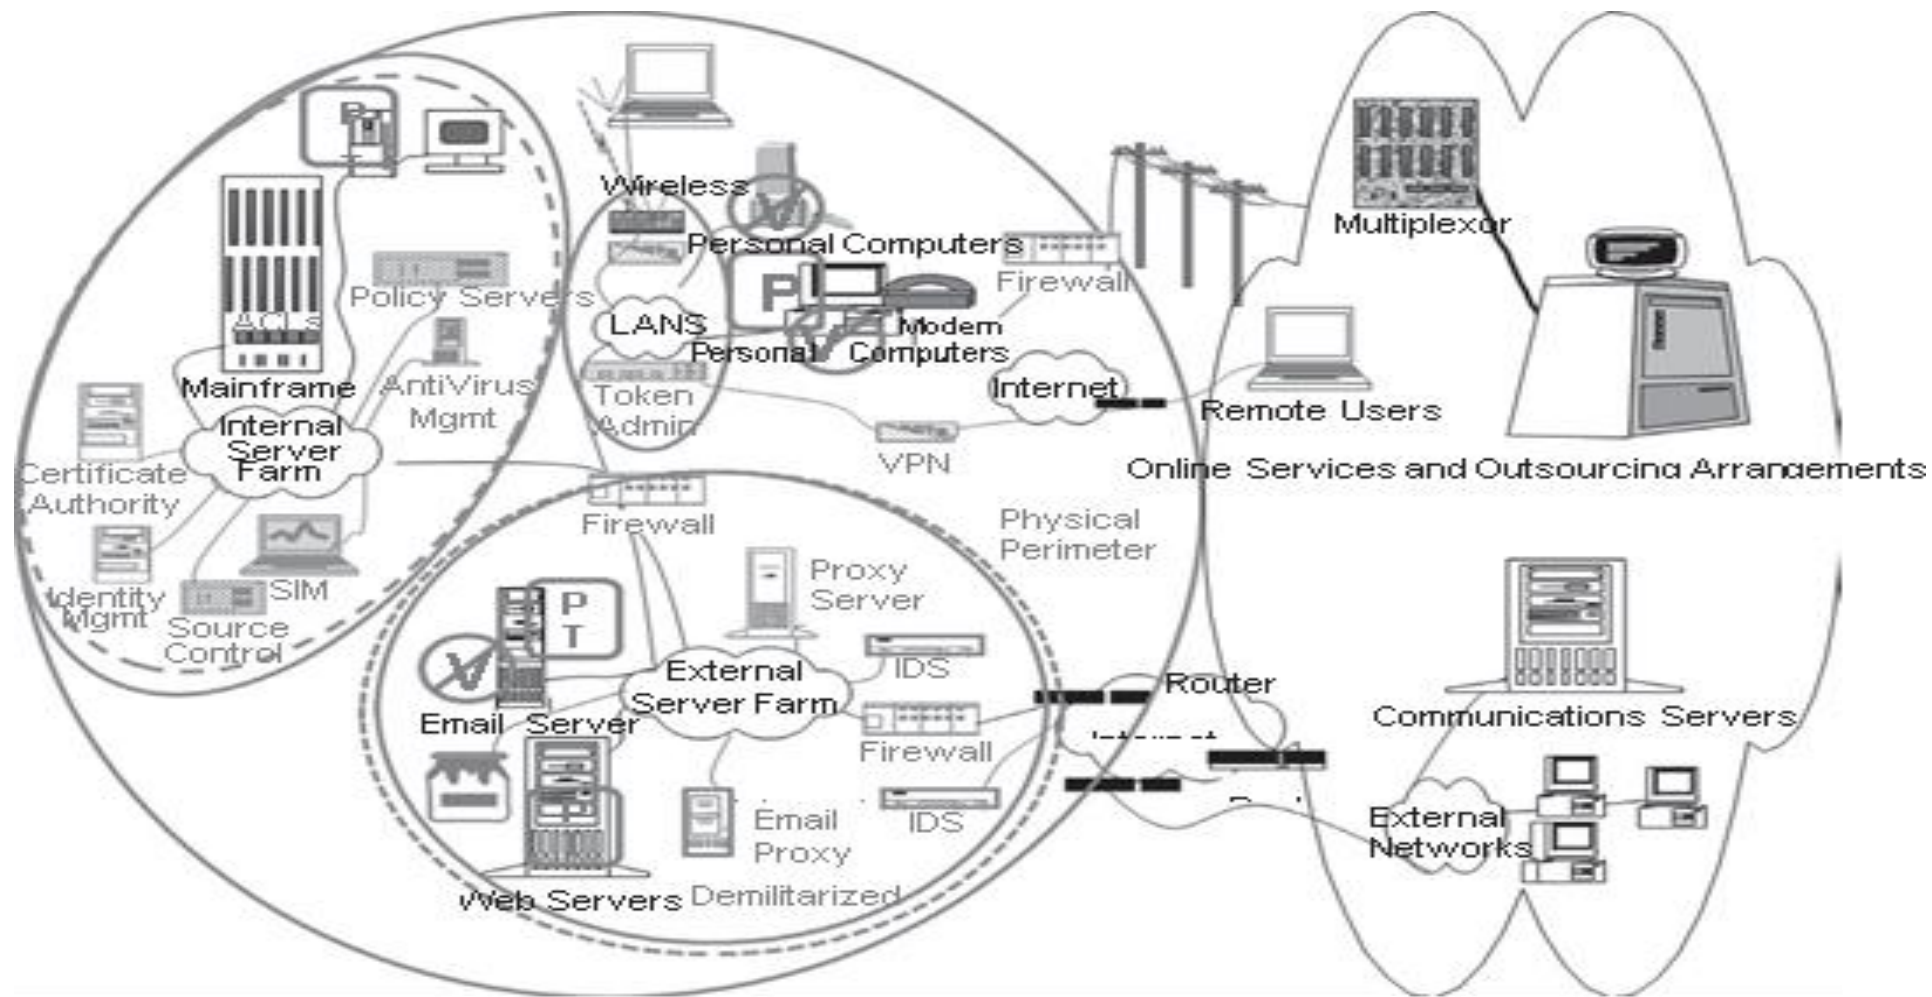 Wireless
Personal Computers
Firewall
Multiplexor
P
Policy Servers
ACLs
LANS
Modem
Personal Computers
Mainframe
AntiVirus
Mgmt
Token
Admin
Internet
Remote Users
Internal
Server
Farm
VPN
Certificate
Authority
Online Services and Outsourcing Arrangements
Firewall
Physical
Perimeter
SIM
Identity
Mgmt
Source
Control
Proxy
Server
P
T
V
External
Server Farm
IDS
Router
Email Server
Firewall
Communications Servers
Email
Proxy
IDS
External
Networks
Web Servers
Demilitarized